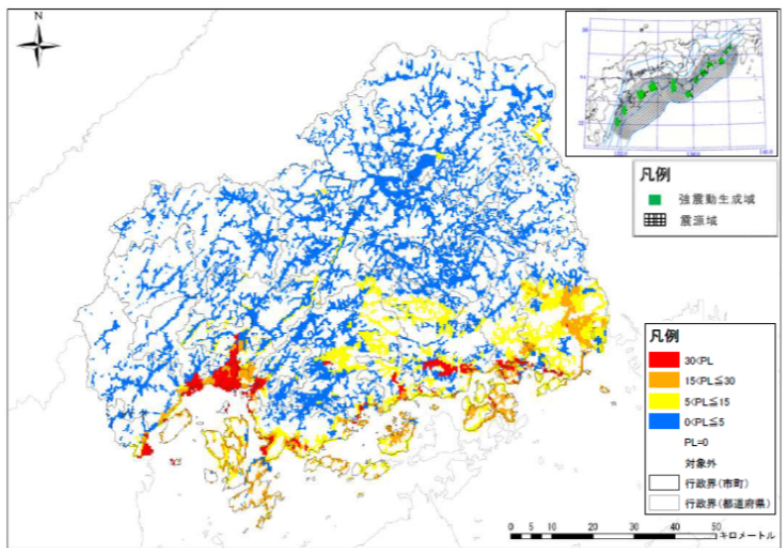 N
凡例
強震動生成域
震源域
凡例
30<PL
15<PL≦30
5<PL≦15
0<PL≦5
PL=0
対象外
行政界(市町)
行政界(都道府県)
0 5 10 20 30 40 50
キロメートル